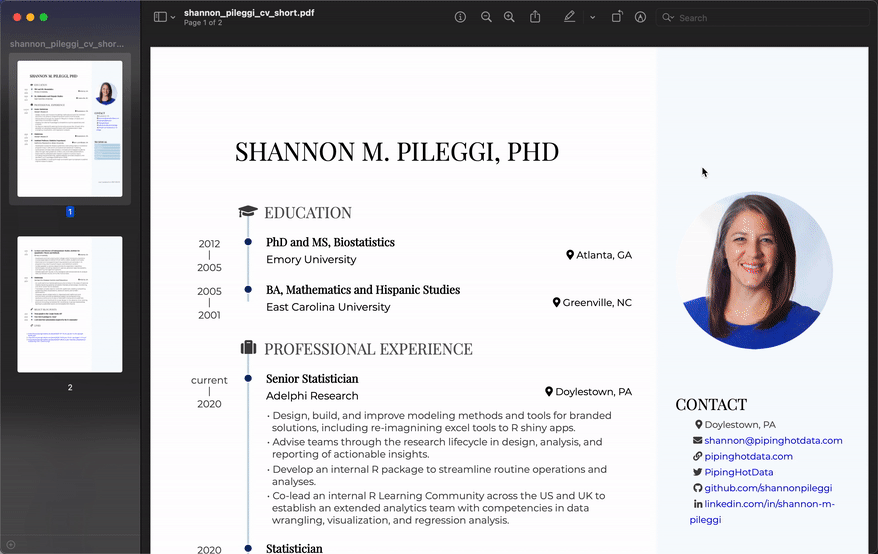 shannon_pileggi_cv_short.pdf
Page 1 of 2
Search
shannon_pileggi_cv_shor...
1
2
SHANNON M. PILEGGI, PHD
EDUCATION
2012
2005
PhD and MS, Biostatistics
Emory University
Atlanta, GA
2005
2001
BA, Mathematics and Hispanic Studies
East Carolina University
Greenville, NC
PROFESSIONAL EXPERIENCE
current
2020
Senior Statistician
Adelphi Research
Doylestown, PA
• Design, build, and improve modeling methods and tools for branded
solutions, including re-imagnining excel tools to R shiny apps.
• Advise teams through the research lifecycle in design, analysis, and
reporting of actionable insights.
• Develop an internal R package to streamline routine operations and
analyses.
• Co-lead an internal R Learning Community across the US and UK to
establish an extended analytics team with competencies in data
wrangling, visualization, and regression analysis.
2020
Statistician
CONTACT
Doylestown, PA
shannon@pipinghotdata.com
pipinghotdata.com
PipingHotData
github.com/shannonpileggi
linkedin.com/in/shannon-m-
pileggi